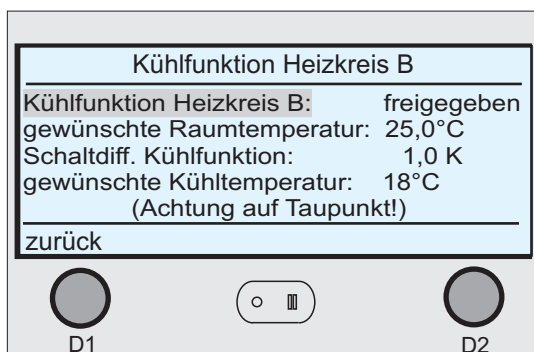 Kühlfunktion Heizkreis B
Kühlfunktion Heizkreis B: freigegeben
gewünschte Raumtemperatur: 25,0°C
Schaltdiff. Kühlfunktion: 1,0 K
gewünschte Kühltemperatur: 18°C
(Achtung auf Taupunkt!)
zurück
D1 D2